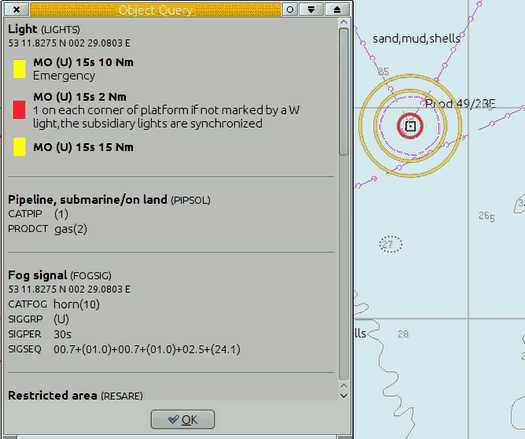 Object Query
Light (LIGHTS)
53 11.8275 N 002 29.0803 E
MO (U) 15s 10 Nm
Emergency
MO (U) 15s 2 Nm
1 on each corner of platform if not marked by a W
light,the subsidiary lights are synchronized
MO (U) 15s 15 Nm
Pipeline, submarine/on land (PIPSOL)
CATPIP (1)
PRODCT gas(2)
Fog signal (FOGSIG)
53 11.8275 N 002 29.0803 E
CATFOG horn(10)
SIGGRP (U)
SIGPER 30s
SIGSEQ 00.7+(01.0)+00.7+(01.0)+02.5+(24.1)
Restricted area (RESARE)
OK
sand,mud,shells
Prod 49/28E
26₅
27
28